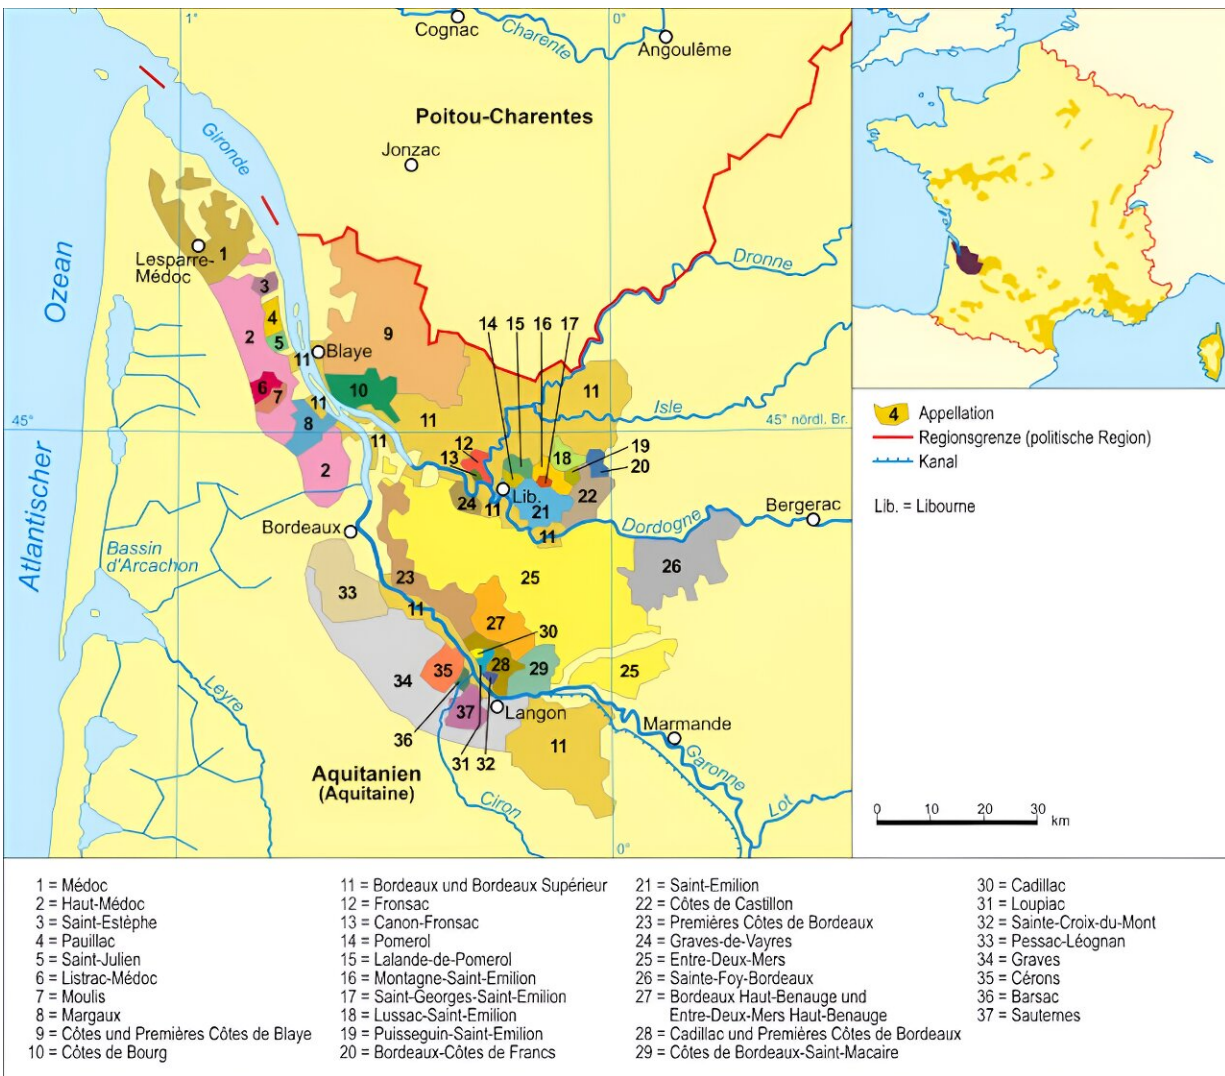 1°
0°
Cognac
Charente
Angoulême
Poitou-Charentes
Gironde
Jonzac
Lesparre-
Médoc
1
Dronne
Ozean
3
4
2
5
11
Blaye
9
14
15
16
17
10
11
Isle
6
7
11
8
11
11
45°
45° nördl. Br.
12
13
18
19
20
2
Lib.
24
11
21
22
Atlantischer
Bordeaux
11
Dordogne
Bergerac
Bassin
d'Arcachon
26
23
25
33
11
27
30
35
28
29
25
34
Leyre
37
Langon
36
Marmande
11
31
32
Garonne
Aquitanien
(Aquitaine)
Ciron
Lot
0°
4 Appellation
Regionsgrenze (politische Region)
Kanal
Lib. = Libourne
0 10 20 30
km
1 = Médoc
2 = Haut-Médoc
3 = Saint-Estèphe
4 = Pauillac
5 = Saint-Julien
6 = Listrac-Médoc
7 = Moulis
8 = Margaux
9 = Côtes und Premières Côtes de Blaye
10 = Côtes de Bourg
11 = Bordeaux und Bordeaux Supérieur
12 = Fronsac
13 = Canon-Fronsac
14 = Pomerol
15 = Lalande-de-Pomerol
16 = Montagne-Saint-Emilion
17 = Saint-Georges-Saint-Emilion
18 = Lussac-Saint-Emilion
19 = Puisseguin-Saint-Emilion
20 = Bordeaux-Côtes de Francs
21 = Saint-Emilion
22 = Côtes de Castillon
23 = Premières Côtes de Bordeaux
24 = Graves-de-Vayres
25 = Entre-Deux-Mers
26 = Sainte-Foy-Bordeaux
27 = Bordeaux Haut-Benauge und
Entre-Deux-Mers Haut-Benauge
28 = Cadillac und Premières Côtes de Bordeaux
29 = Côtes de Bordeaux-Saint-Macaire
30 = Cadillac
31 = Loupiac
32 = Sainte-Croix-du-Mont
33 = Pessac-Léognan
34 = Graves
35 = Cérons
36 = Barsac
37 = Sauternes